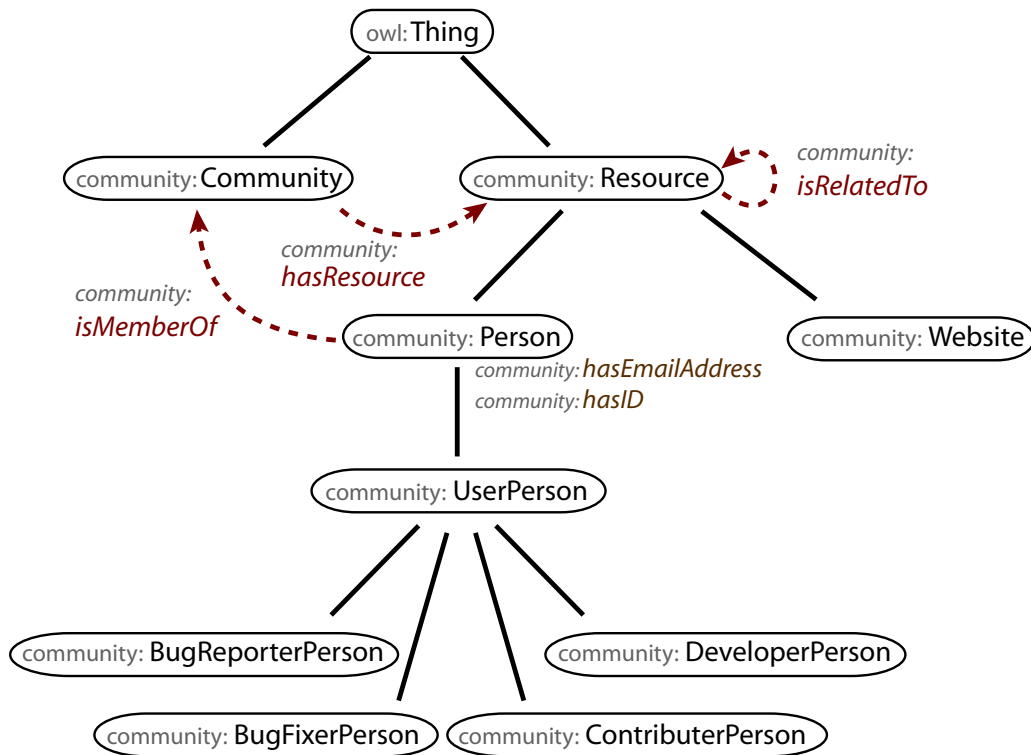 owl: Thing
community: Community
community: Resource
community:
isRelatedTo
community:
hasResource
community:
isMemberOf
community: Person
community: Website
community: hasEmailAddress
community: hasID
community: UserPerson
community: BugReporterPerson
community: DeveloperPerson
community: BugFixerPerson
community: ContributerPerson